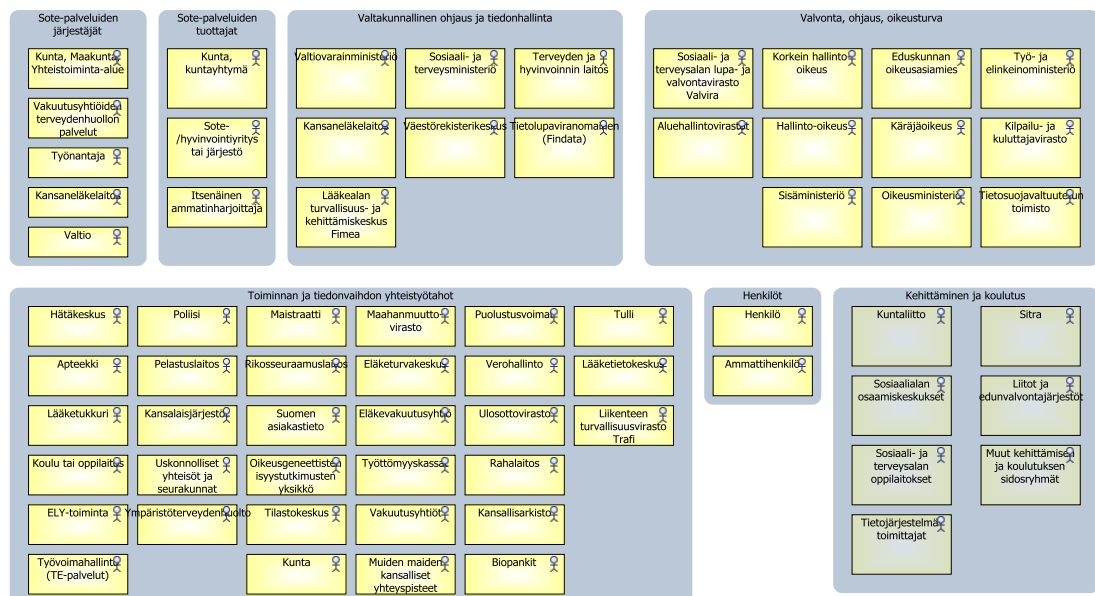 Sote-palveluiden
järjestäjät
Kunta, Maakunta,
Yhteistoiminta-alue
Vakuutusyhtiöiden
terveydenhuollon
palvelut
Työnantaja
Kansaneläkelaitos
Valtio
Sote-palveluiden
tuottajat
Kunta,
kuntayhtymä
Sote-
/hyvinvointiyritys
tai järjestö
Itsenäinen
ammatinharjoittaja
Valtakunnallinen ohjaus ja tiedonhallinta
Valtiovarainministeriö
Sosiaali- ja
terveysministeriö
Terveyden ja
hyvinvoinnin laitos
Kansaneläkelaitos
Väestörekisterikeskus
Tietolupaviranomainen
(Findata)
Lääkealan
turvallisuus- ja
kehittämiskeskus
Fimea
Valvonta, ohjaus, oikeusturva
Sosiaali- ja
terveysalan lupa- ja
valvontavirasto
Valvira
Korkein hallinto-
oikeus
Eduskunnan
oikeusasiamies
Työ- ja
elinkeinoministeriö
Aluehallintovirastot
Hallinto-oikeus
Käräjäoikeus
Kilpailu- ja
kuluttajavirasto
Sisäministeriö
Oikeusministeriö
Tietosuojavaltuutetun
toimisto
Toiminnan ja tiedonvaihdon yhteistyötahot
Hätäkeskus
Poliisi
Maistraatti
Maahanmuutto-
virasto
Puolustusvoimat
Tulli
Apteekki
Pelastuslaitos
Rikosseuraamuslaitos
Eläketurvakeskus
Verohallinto
Lääketietokeskus
Lääketukkuri
Kansalaisjärjestöt
Suomen
asiakastieto
Eläkevakuutusyhtiö
Ulosottovirasto
Liikenteen
turvallisuusvirasto
Trafi
Koulu tai oppilaitos
Uskonnolliset
yhteisöt ja
seurakunnat
Oikeusgeneettisten
isyystutkimusten
yksikkö
Työttömyyskassa
Rahalaitos
ELY-toiminta
Ympäristöterveydenhuolto
Tilastokeskus
Vakuutusyhtiöt
Kansallisarkisto
Työvoimahallinto
(TE-palvelut)
Kunta
Muiden maiden
kansalliset
yhteyspisteet
Biopankit
Henkilöt
Henkilö
Ammattihenkilö
Kehittäminen ja koulutus
Kuntaliitto
Sitra
Sosiaalialan
osaamiskeskukset
Liitot ja
edunvalvontajärjestöt
Sosiaali- ja
terveysalan
oppilaitokset
Muut kehittämisen
ja koulutuksen
sidosryhmät
Tietojärjestelmä-
toimittajat